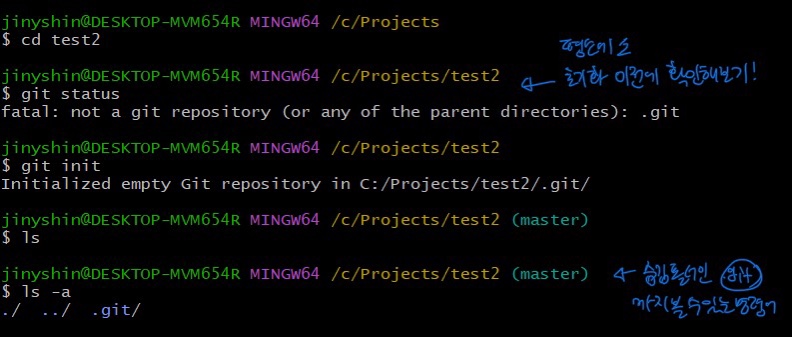 jinyshin@DESKTOP-MVM654R MINGW64 /c/Projects
$ cd test2
jinyshin@DESKTOP-MVM654R MINGW64 /c/Projects/test2
$ git status
fatal: not a git repository (or any of the parent directories): .git
평소에도
← 초기화 이전에 확인해보기!
jinyshin@DESKTOP-MVM654R MINGW64 /c/Projects/test2
$ git init
Initialized empty Git repository in C:/Projects/test2/.git/
jinyshin@DESKTOP-MVM654R MINGW64 /c/Projects/test2 (master)
$ ls
jinyshin@DESKTOP-MVM654R MINGW64 /c/Projects/test2 (master)
$ ls -a
./ ../ .git/
← 숨김폴더인
까지 볼 수 있는 명령어